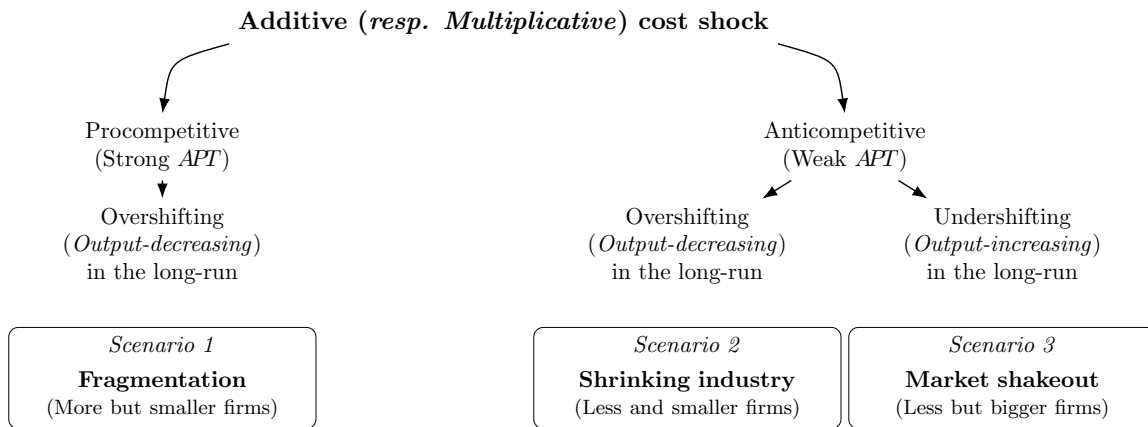 Additive (resp. Multiplicative) cost shock
Procompetitive
(Strong APT)
Anticompetitive
(Weak APT)
Overshifting
(Output-decreasing)
in the long-run
Overshifting
(Output-decreasing)
in the long-run
Undershifting
(Output-increasing)
in the long-run
Scenario 1
Fragmentation
(More but smaller firms)
Scenario 2
Shrinking industry
(Less and smaller firms)
Scenario 3
Market shakeout
(Less but bigger firms)